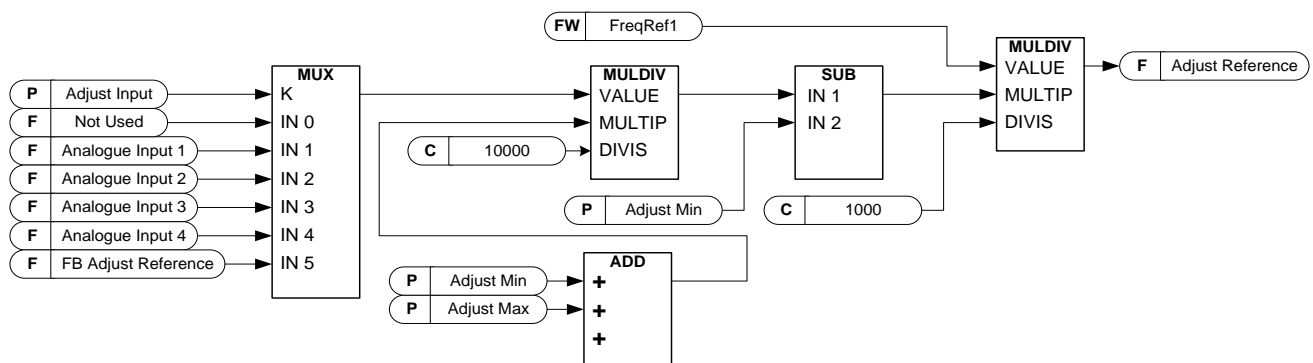 FW FreqRef1
MULDIV
VALUE
MULTIP
DIVIS
F Adjust Reference
MUX
K
IN 0
IN 1
IN 2
IN 3
IN 4
IN 5
P Adjust Input
F Not Used
F Analogue Input 1
F Analogue Input 2
F Analogue Input 3
F Analogue Input 4
F FB Adjust Reference
MULDIV
VALUE
MULTIP
DIVIS
C 10000
SUB
IN 1
IN 2
P Adjust Min
C 1000
ADD
+
+
+
P Adjust Min
P Adjust Max